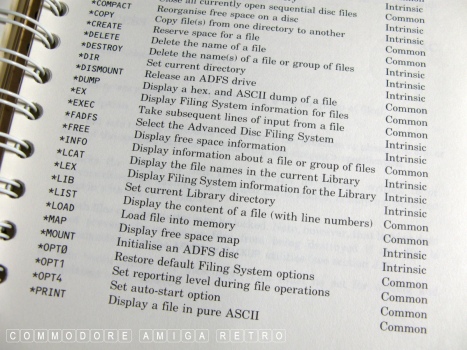 Close all currently open sequential disc files Intrinsic
*COMPACT Reorganise free space on a disc Common
*COPY Copy file(s) from one directory to another Intrinsic
*CREATE Reserve space for a file Intrinsic
*DELETE Delete the name of a file Common
*DESTROY Delete the name(s) of a file or group of files Intrinsic
*DIR Set current directory Intrinsic
*DISMOUNT Release an ADFS drive Intrinsic
*DUMP Display a hex. and ASCII dump of a file Common
*EX Display Filing System information for files Intrinsic
*EXEC Take subsequent lines of input from a file Common
*FADFS Select the Advanced Disc Filing System Common
*FREE Display free space information Intrinsic
*INFO Display information about a file or group of files Common
*LCAT Display the file names in the current Library Intrinsic
*LEX Display Filing System information for the Library Intrinsic
*LIB Set current Library directory Intrinsic
*LIST Display the content of a file (with line numbers) Common
*LOAD Load file into memory Common
*MAP Display free space map Intrinsic
*MOUNT Initialise an ADFS disc Intrinsic
*OPT0 Restore default Filing System options Common
*OPT1 Set reporting level during file operations Common
*OPT4 Set auto-start option Common
*PRINT Display a file in pure ASCII Common
COMMODORE AMIGA RETRO